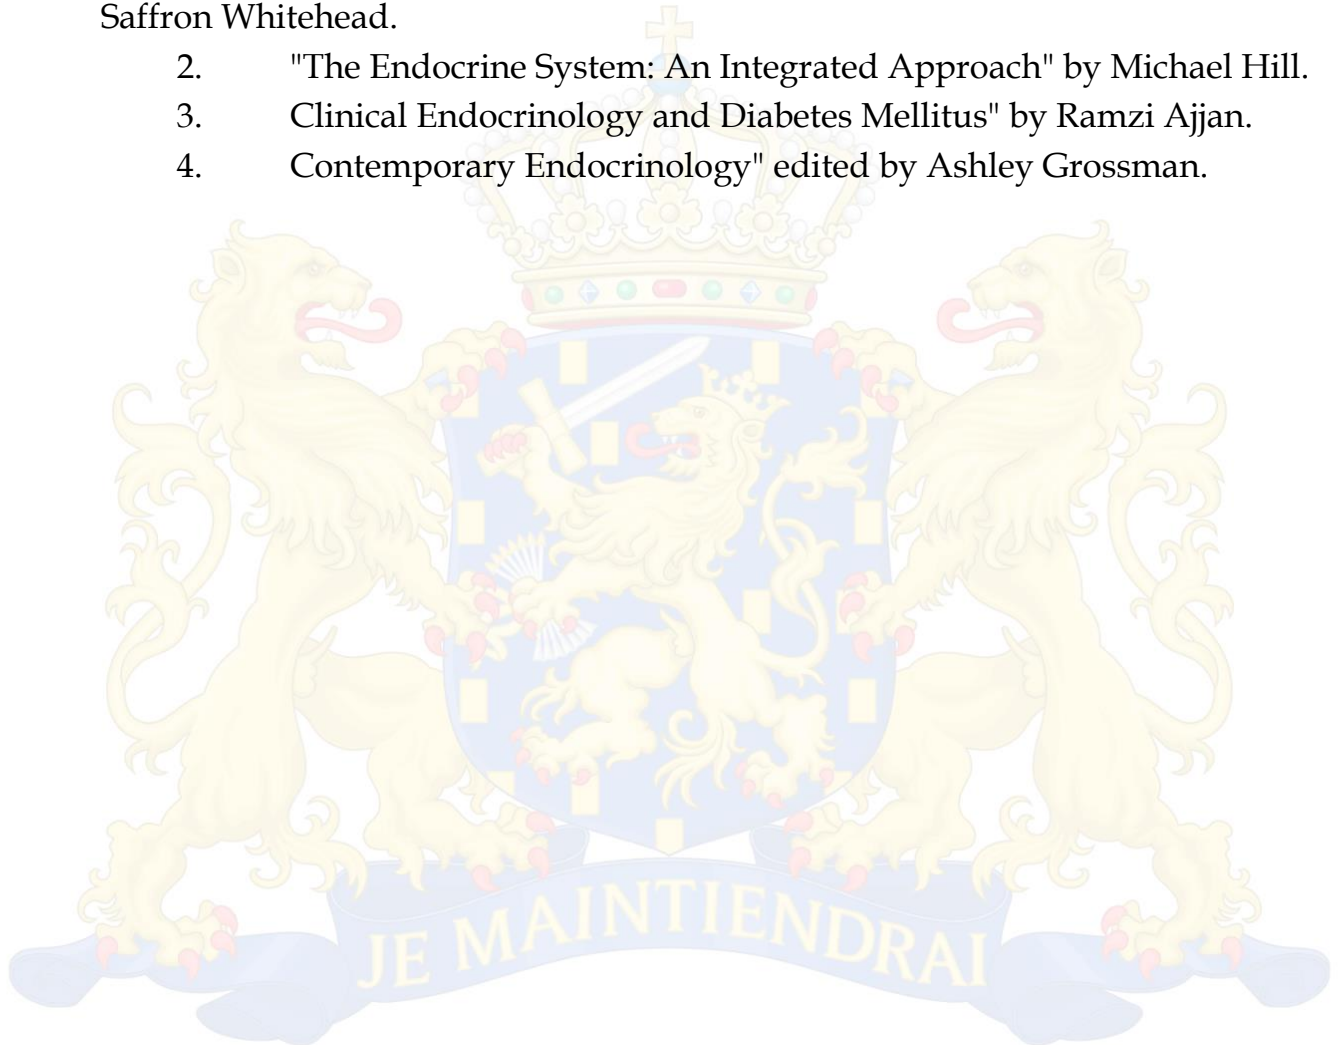 Saffron Whitehead.
2. "The Endocrine System: An Integrated Approach" by Michael Hill.
3. Clinical Endocrinology and Diabetes Mellitus" by Ramzi Ajjan.
4. Contemporary Endocrinology" edited by Ashley Grossman.
JE MAINTIENDRAI